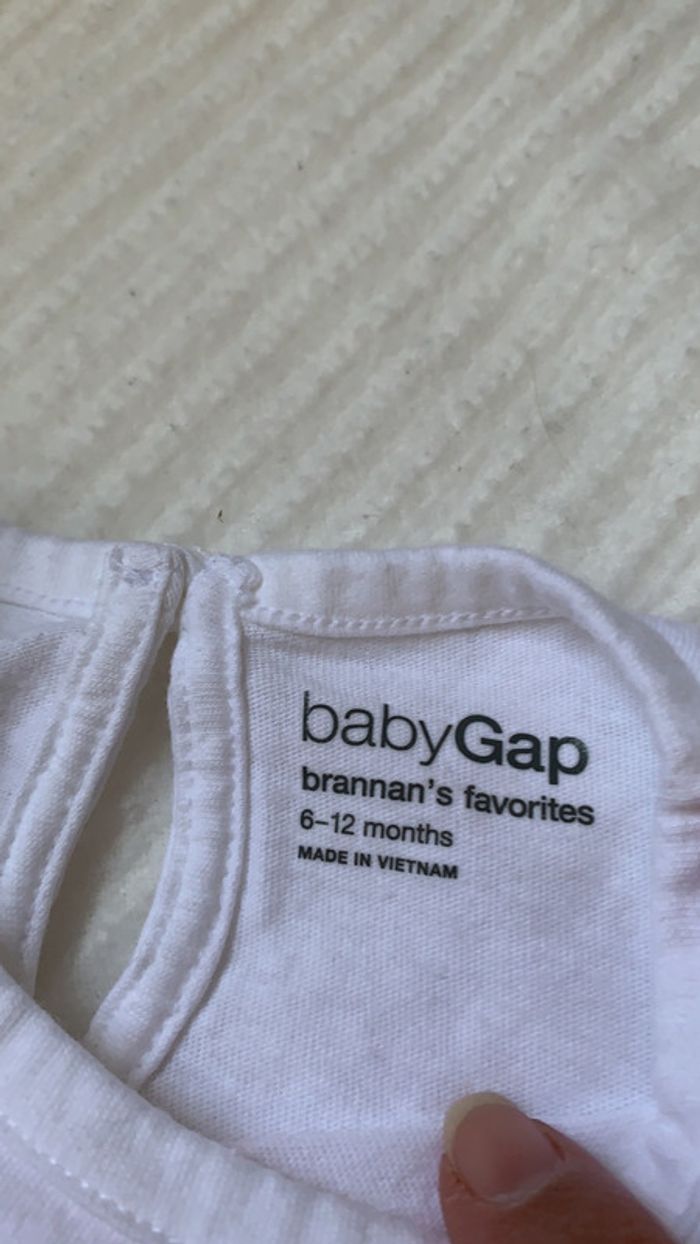 babyGap
brannan's favorites
6–12 months
MADE IN VIETNAM